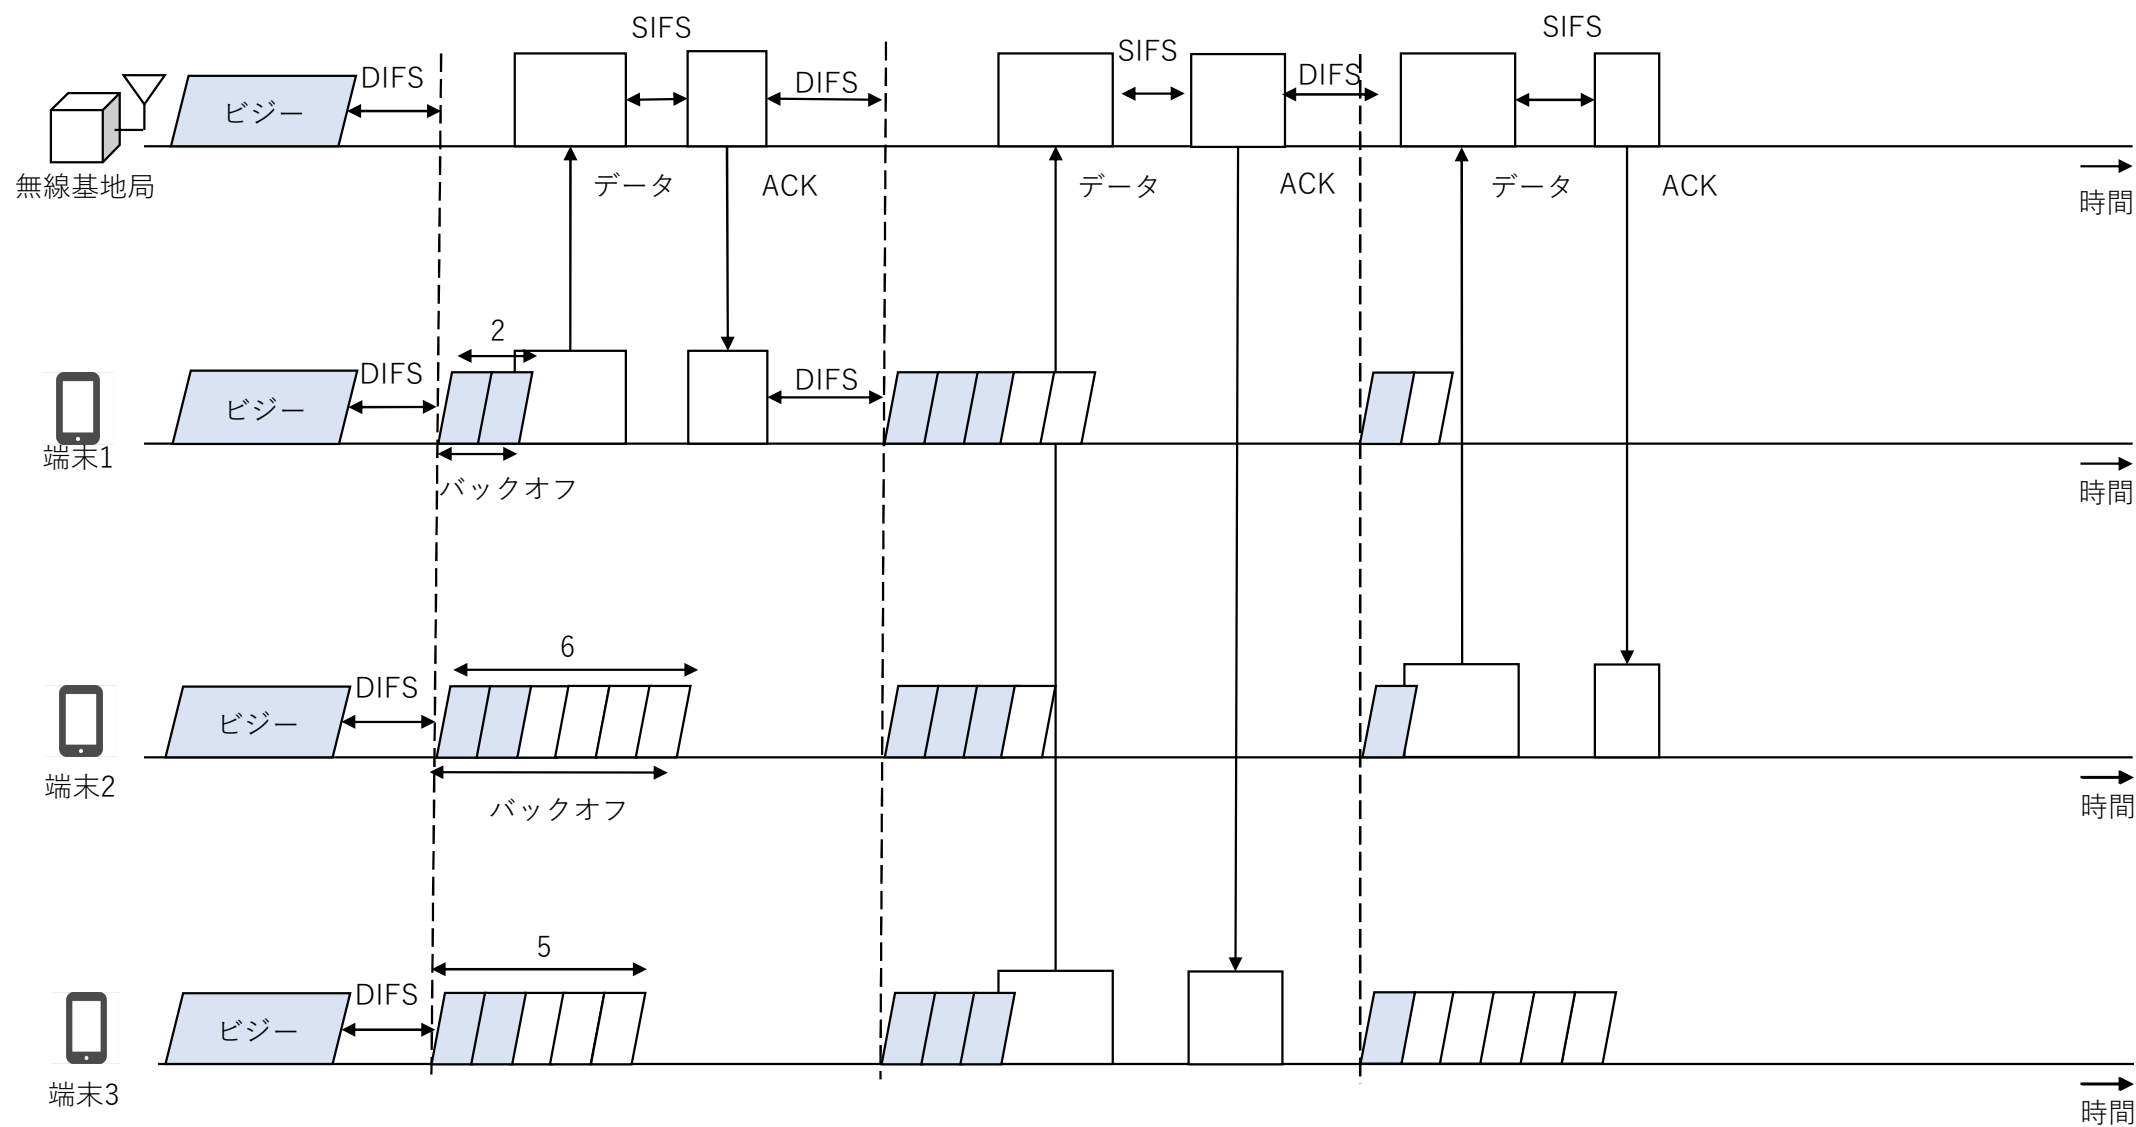 SIFS
SIFS
SIFS
DIFS
DIFS
DIFS
ビジー
無線基地局
データ
ACK
データ
ACK
データ
ACK
時間
2
DIFS
DIFS
ビジー
端末1
バックオフ
時間
6
DIFS
ビジー
端末2
バックオフ
時間
5
DIFS
ビジー
端末3
時間